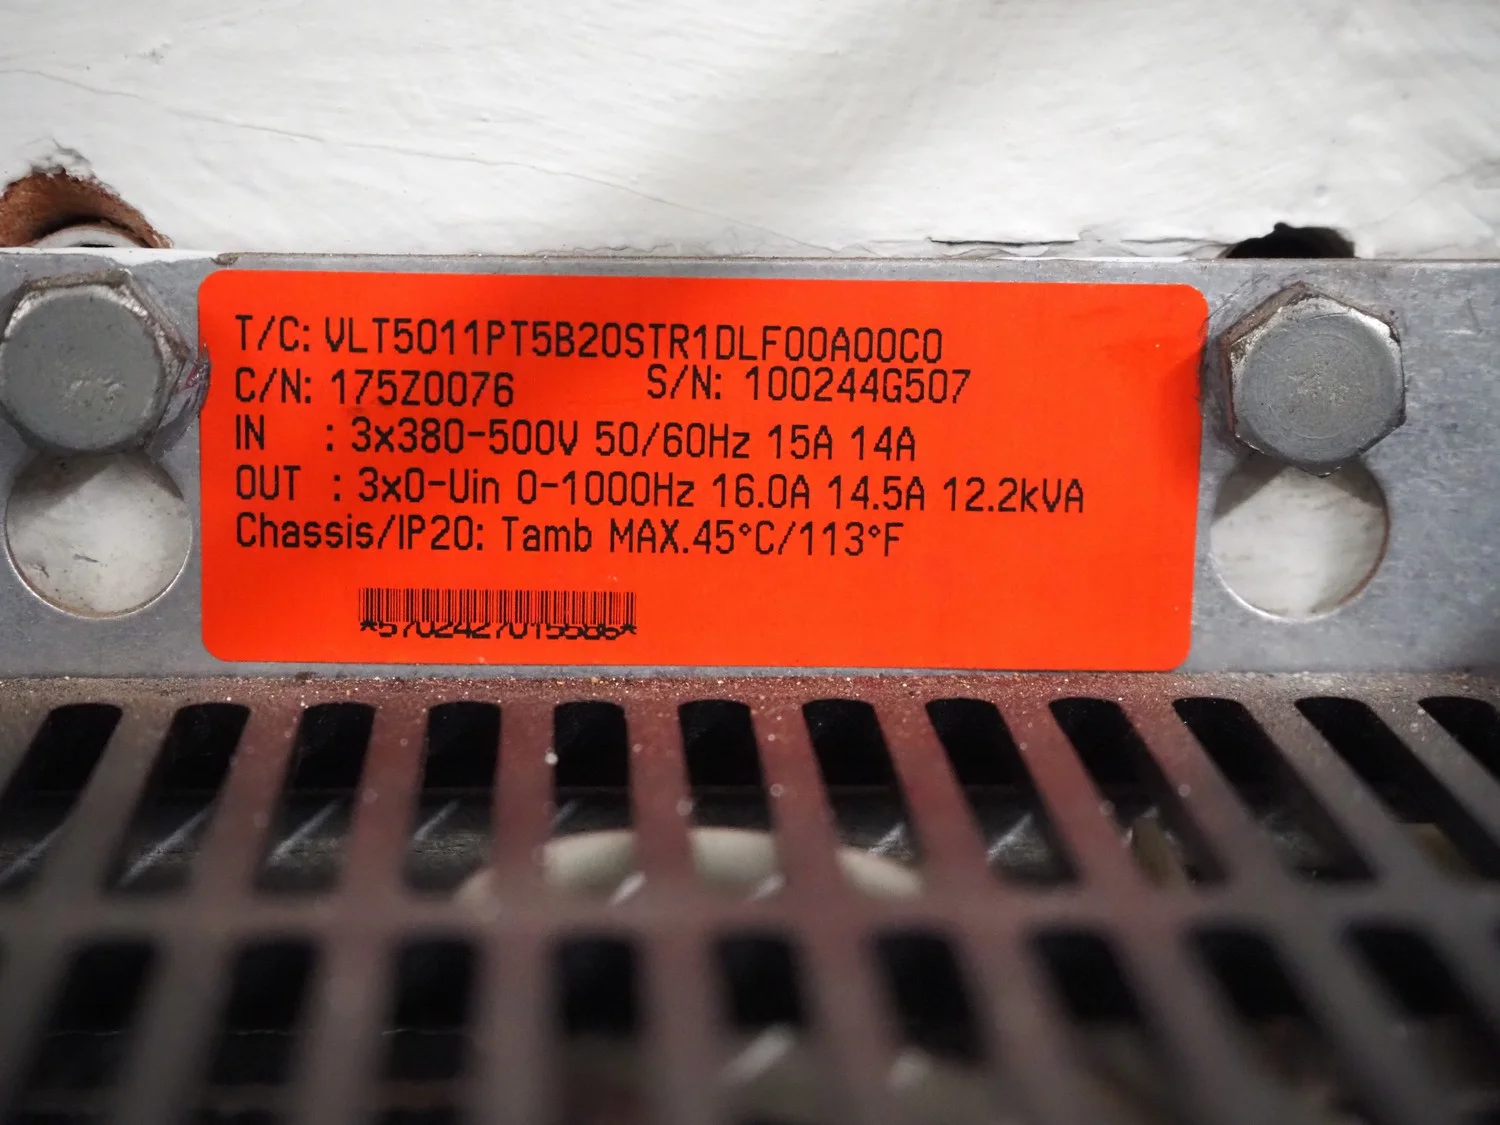 T/C: VLT5011PT5B20STR1DLF00A00C0
C/N: 175Z0076 S/N: 100244G507
IN : 3x380-500V 50/60Hz 15A 14A
OUT : 3x0-Uin 0-1000Hz 16.0A 14.5A 12.2kVA
Chassis/IP20: Tamb MAX.45°C/113°F
*5702427015586*